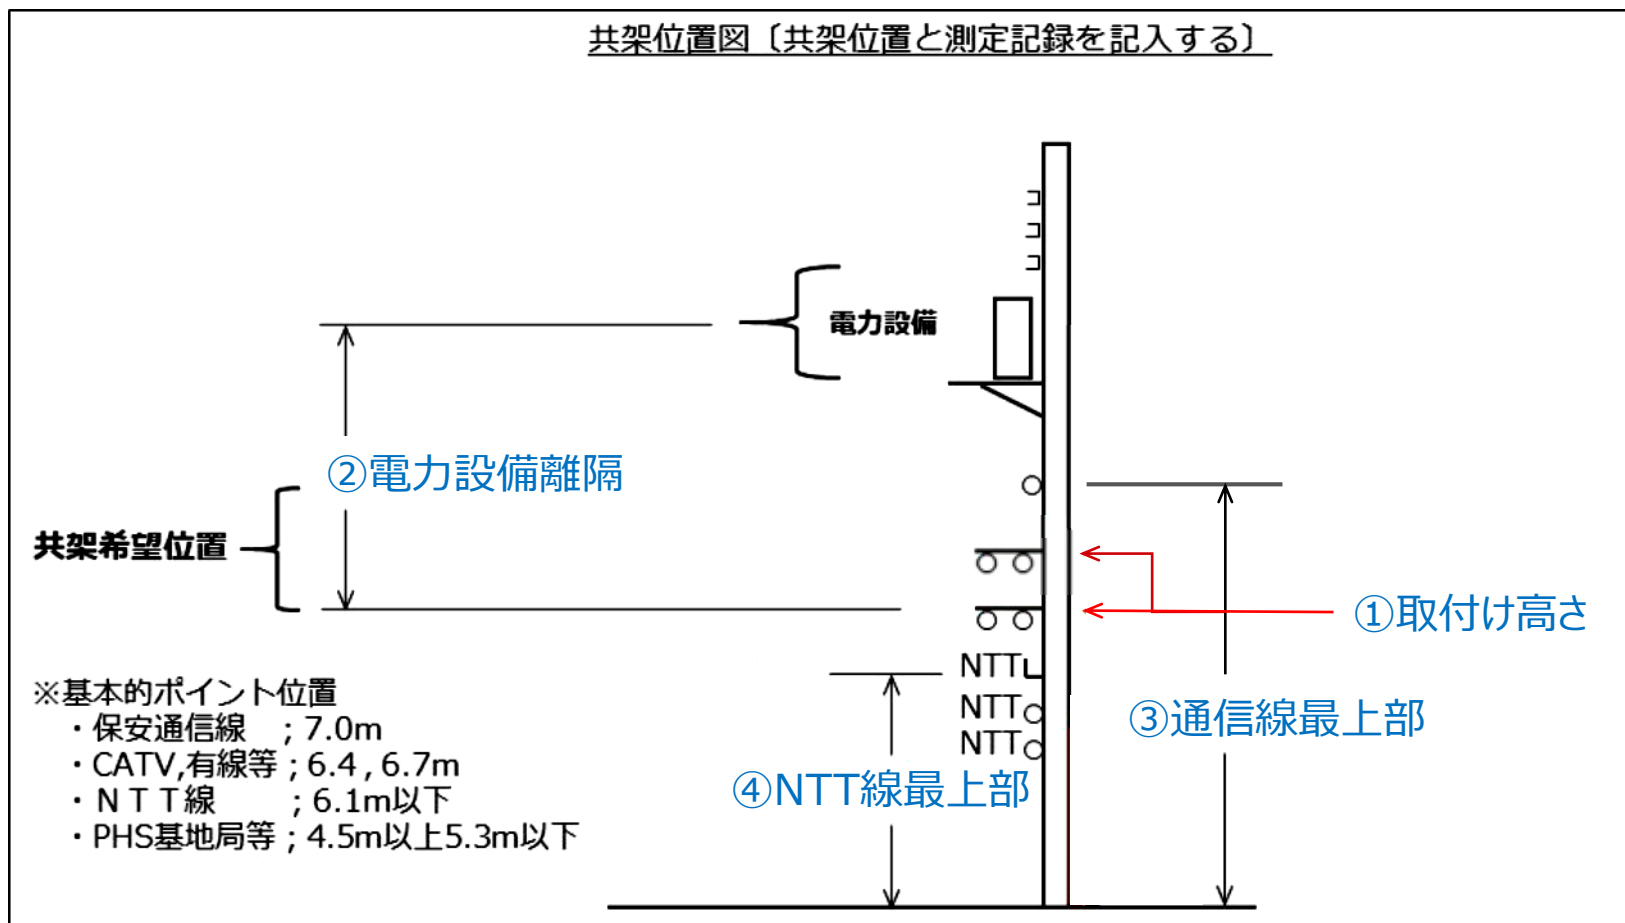 共架位置図〔共架位置と測定記録を記入する〕
電力設備
②電力設備離隔
共架希望位置
①取付け高さ
NTT
NTT
NTT
③通信線最上部
④NTT線最上部
※基本的ポイント位置
・保安通信線 ; 7.0m
・CATV,有線等 ; 6.4 , 6.7m
・NTT線 ; 6.1m以下
・PHS基地局等 ; 4.5m以上5.3m以下